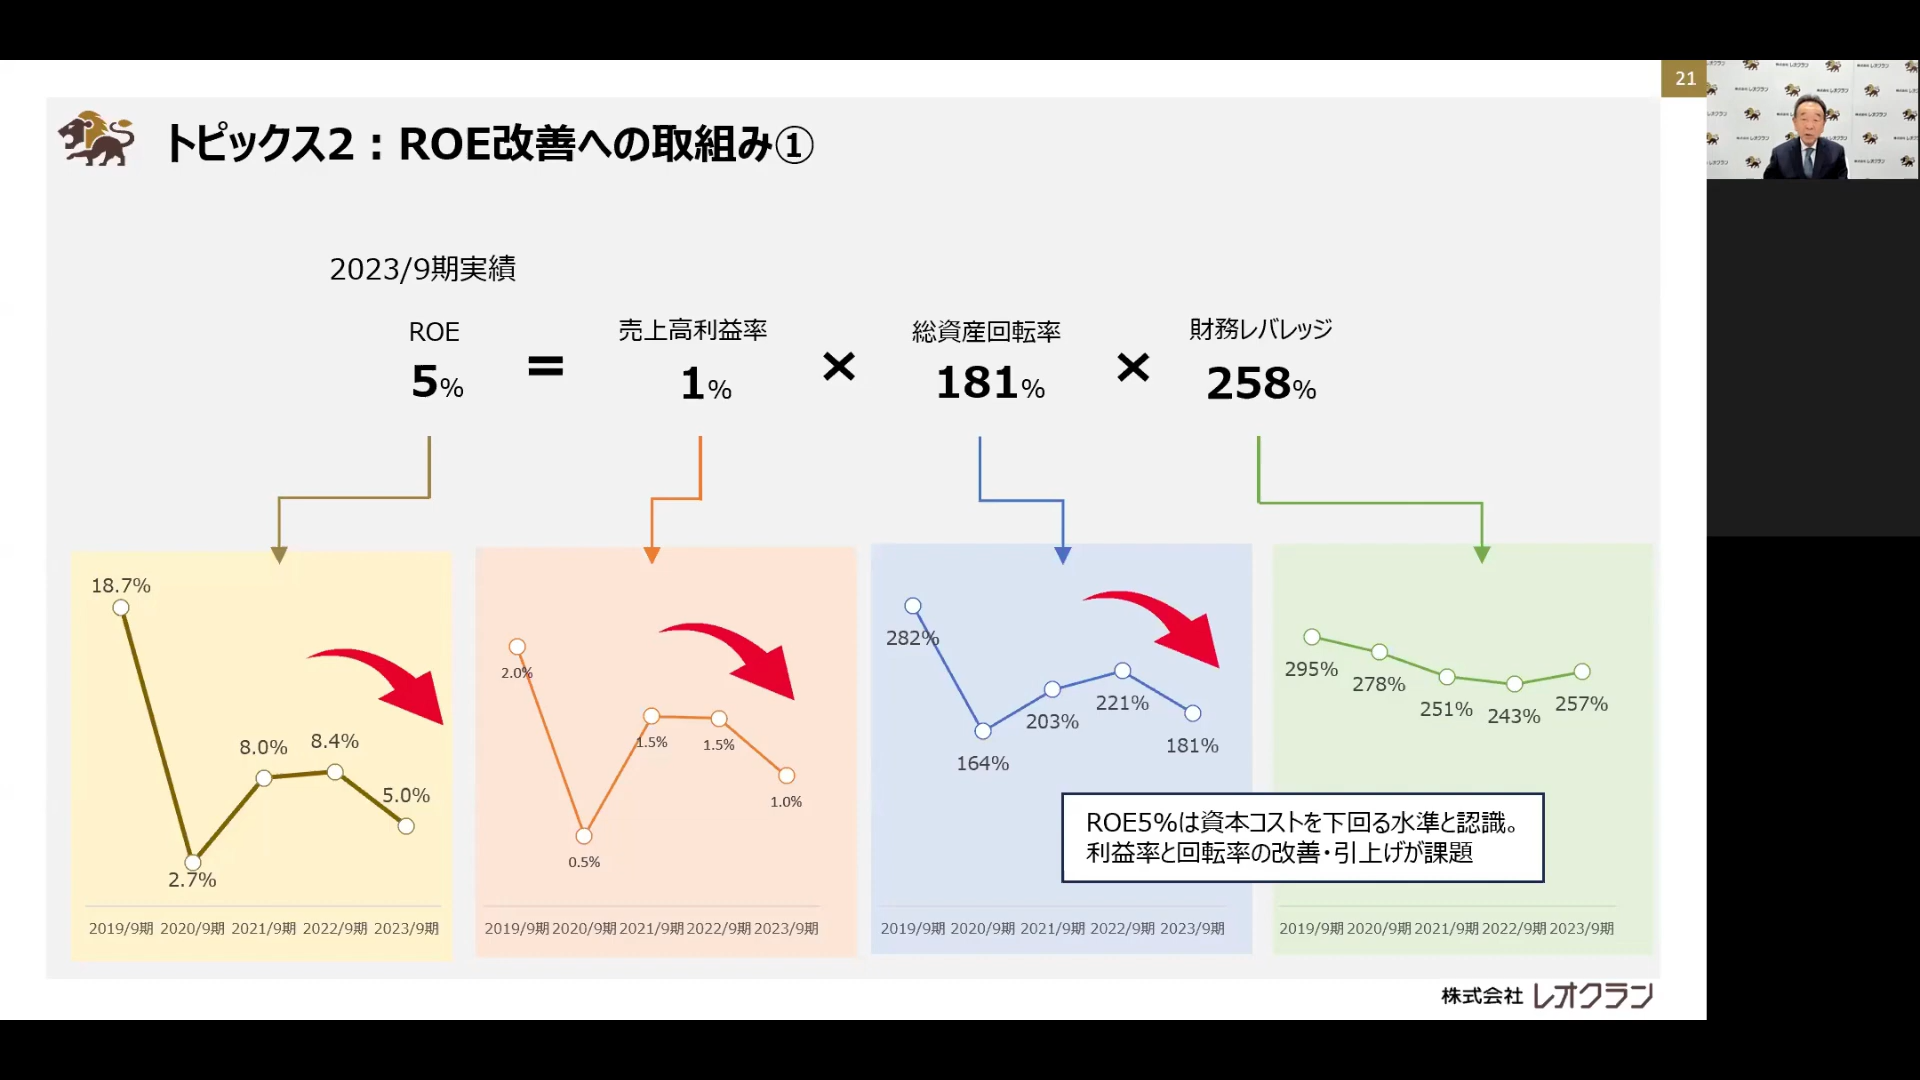 21
トピックス2：ROE改善への取組み①
2023/9期実績
ROE
5%
=
売上高利益率
1%
×
総資産回転率
181%
×
財務レバレッジ
258%
18.7%
2.7%
8.0%
8.4%
5.0%
2019/9期 2020/9期 2021/9期 2022/9期 2023/9期
2.0%
0.5%
1.5%
1.5%
1.0%
2019/9期 2020/9期 2021/9期 2022/9期 2023/9期
282%
164%
203%
221%
181%
2019/9期 2020/9期 2021/9期 2022/9期 2023/9期
295%
278%
251%
243%
257%
2019/9期 2020/9期 2021/9期 2022/9期 2023/9期
ROE5%は資本コストを下回る水準と認識。
利益率と回転率の改善・引上げが課題
株式会社 レオクラン